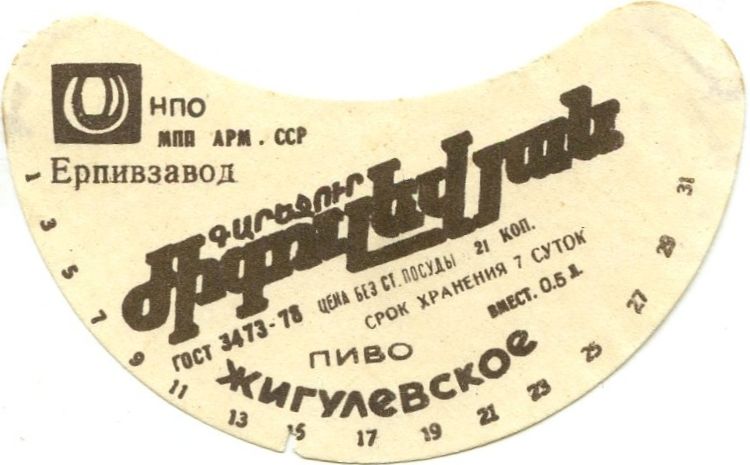 НПО
МПП АРМ. ССР
Ерпивзавод
ԳԱՐԵՋՈՒՐ
Ժիգուլեվյան
ГОСТ 3473-78 ЦЕНА БЕЗ СТ. ПОСУДЫ 21 КОП.
СРОК ХРАНЕНИЯ 7 СУТОК
ВМЕСТ. 0.5 Л.
ПИВО
ЖИГУЛЕВСКОЕ
1 3 5 7 9 11 13 15 17 19 21 23 25 27 29 31